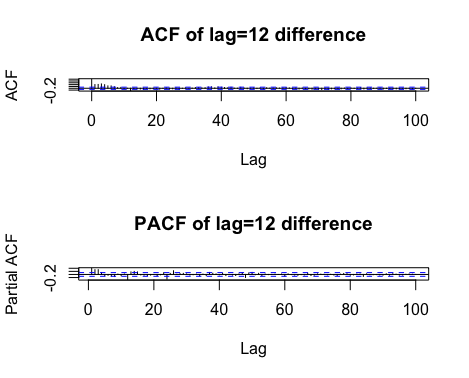 ACF of lag=12 difference
ACF
-0.2
0 20 40 60 80 100
Lag
PACF of lag=12 difference
Partial ACF
-0.2
0 20 40 60 80 100
Lag